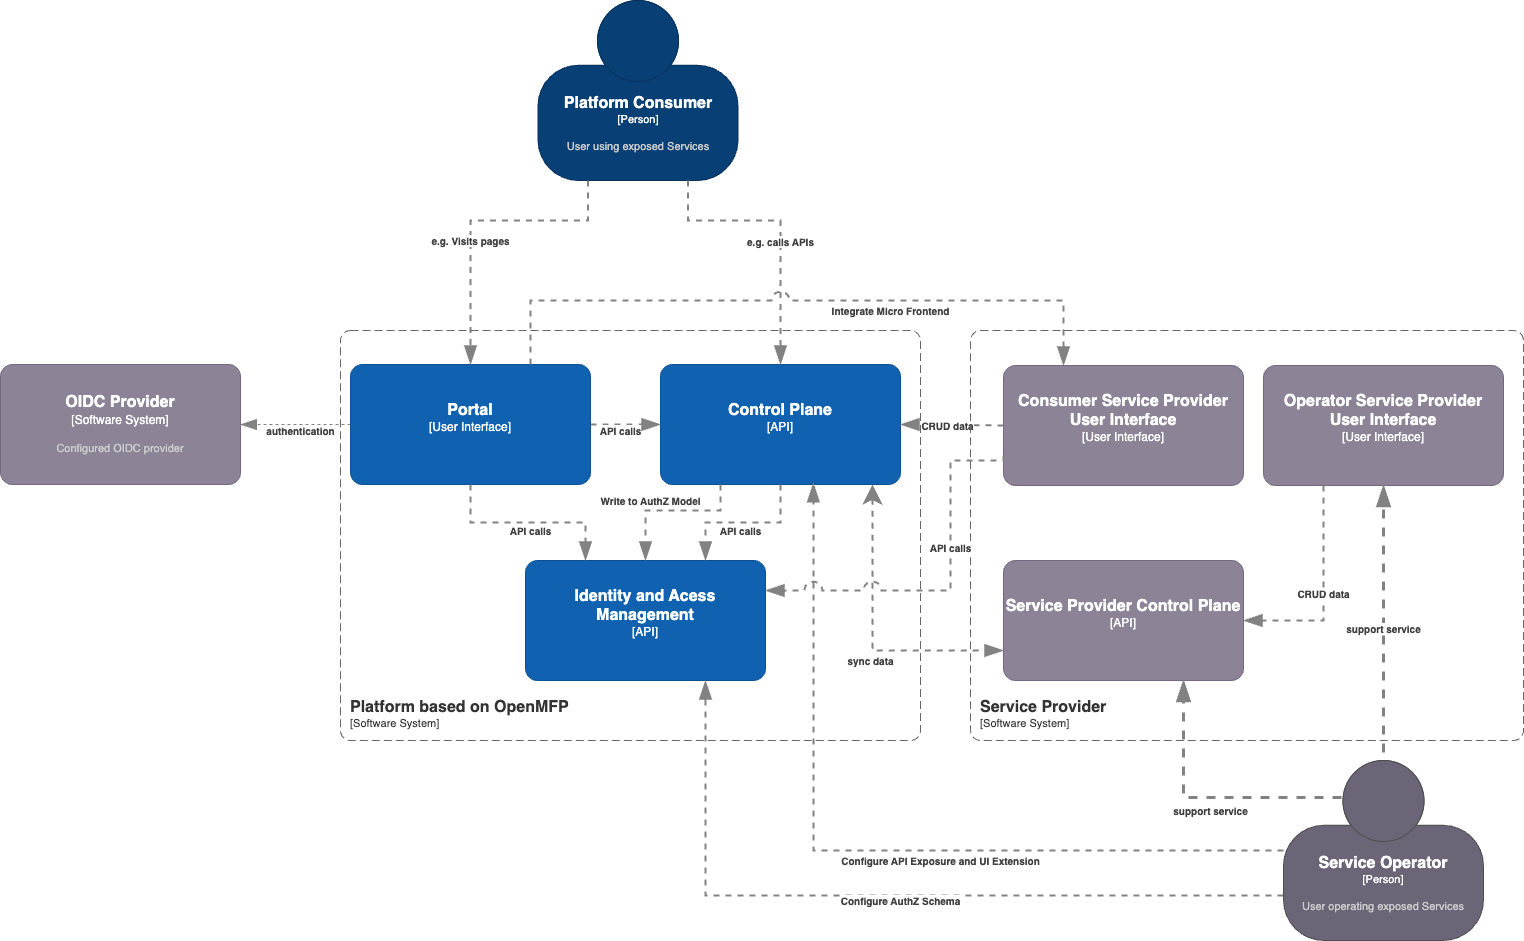 Platform Consumer
[Person]
User using exposed Services
e.g. Visits pages
e.g. calls APIs
Integrate Micro Frontend
OIDC Provider
[Software System]
Configured OIDC provider
authentication
Portal
[User Interface]
API calls
Control Plane
[API]
CRUD data
Consumer Service Provider
User Interface
[User Interface]
Operator Service Provider
User Interface
[User Interface]
Write to AuthZ Model
API calls
API calls
API calls
Identity and Acess
Management
[API]
Service Provider Control Plane
[API]
CRUD data
support service
sync data
Platform based on OpenMFP
[Software System]
Service Provider
[Software System]
support service
Configure API Exposure and UI Extension
Configure AuthZ Schema
Service Operator
[Person]
User operating exposed Services